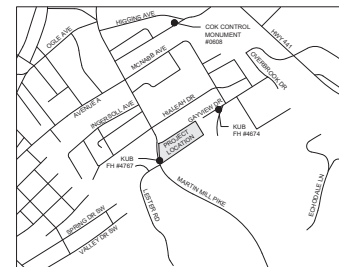 HIGGINS AVE
OGLE AVE
COK CONTROL
MONUMENT
#0608
HWY 441
MCNABB AVE
OVERBROOK DR
AVENUE A
INGERSOLL AVE
HIALEAH DR
GAYVIEW DR
PROJECT
LOCATION
KUB
FH #4674
KUB
FH #4767
LESTER RD
MARTIN MILL PIKE
ECHODALE LN
SPRING DR SW
VALLEY DR SW